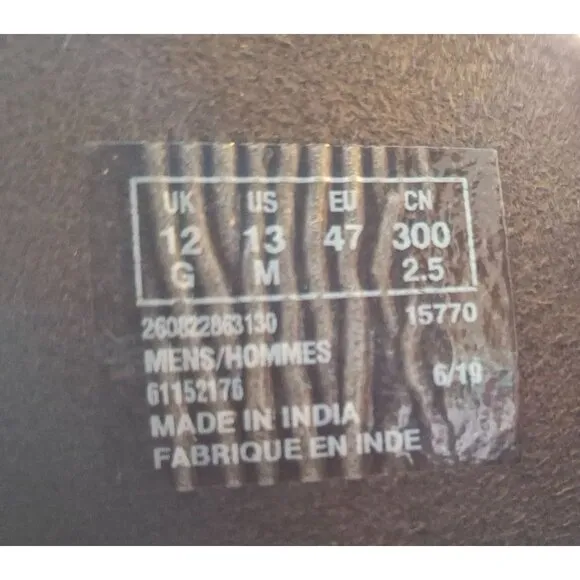 UK US EU CN
12 13 47 300
G M 2.5
260822863130 15770
MENS/HOMMES
61152176 6/19
MADE IN INDIA
FABRIQUE EN INDE